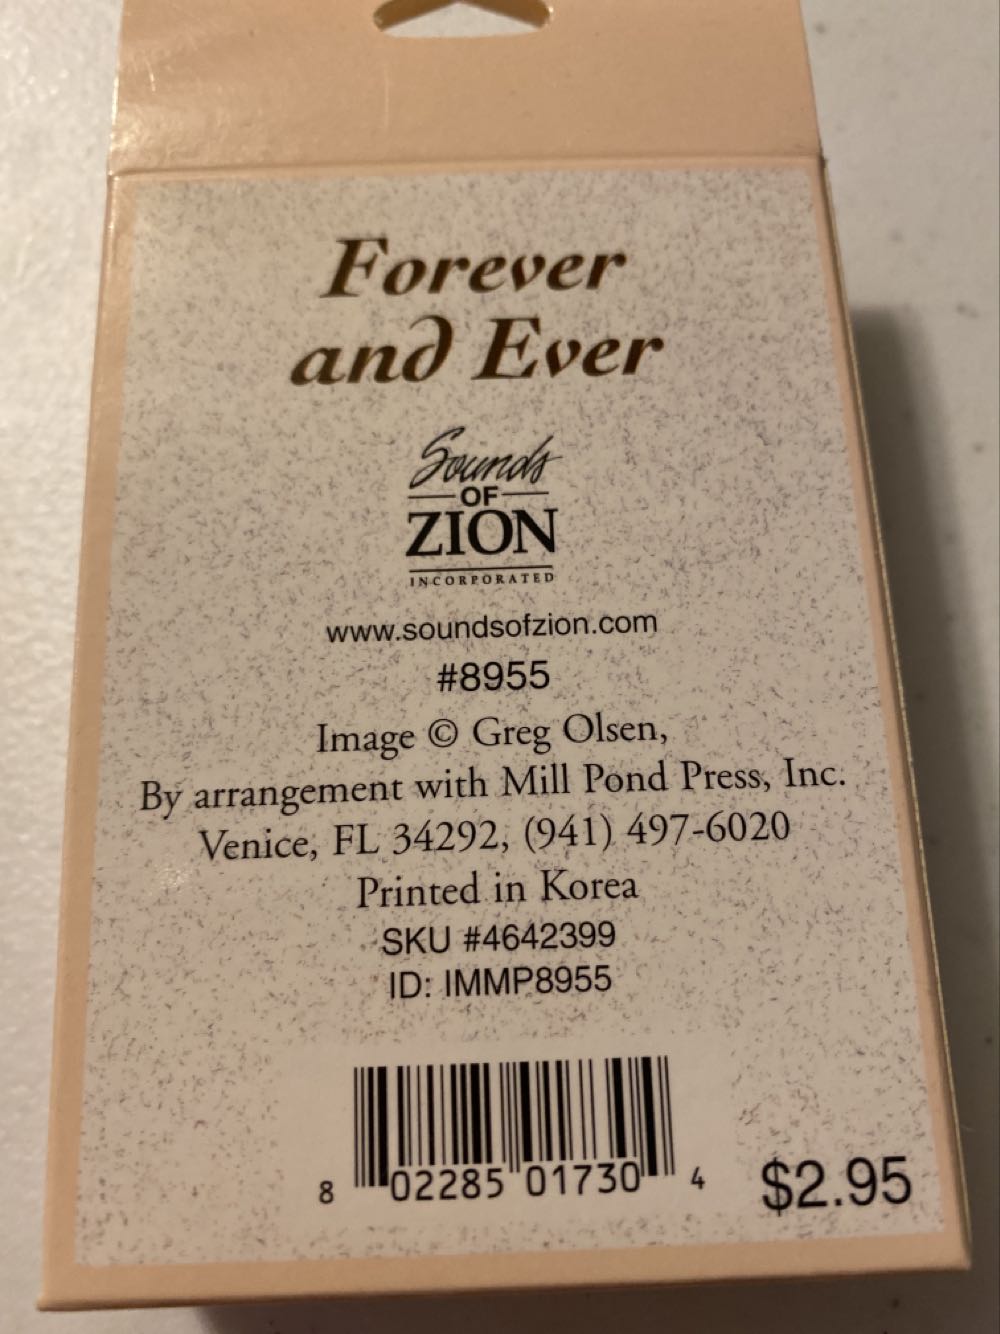 Forever
and Ever
Sounds
OF
ZION
INCORPORATED
www.soundsofzion.com
#8955
Image © Greg Olsen,
By arrangement with Mill Pond Press, Inc.
Venice, FL 34292, (941) 497-6020
Printed in Korea
SKU #4642399
ID: IMMP8955
8 02285 01730 4
$2.95